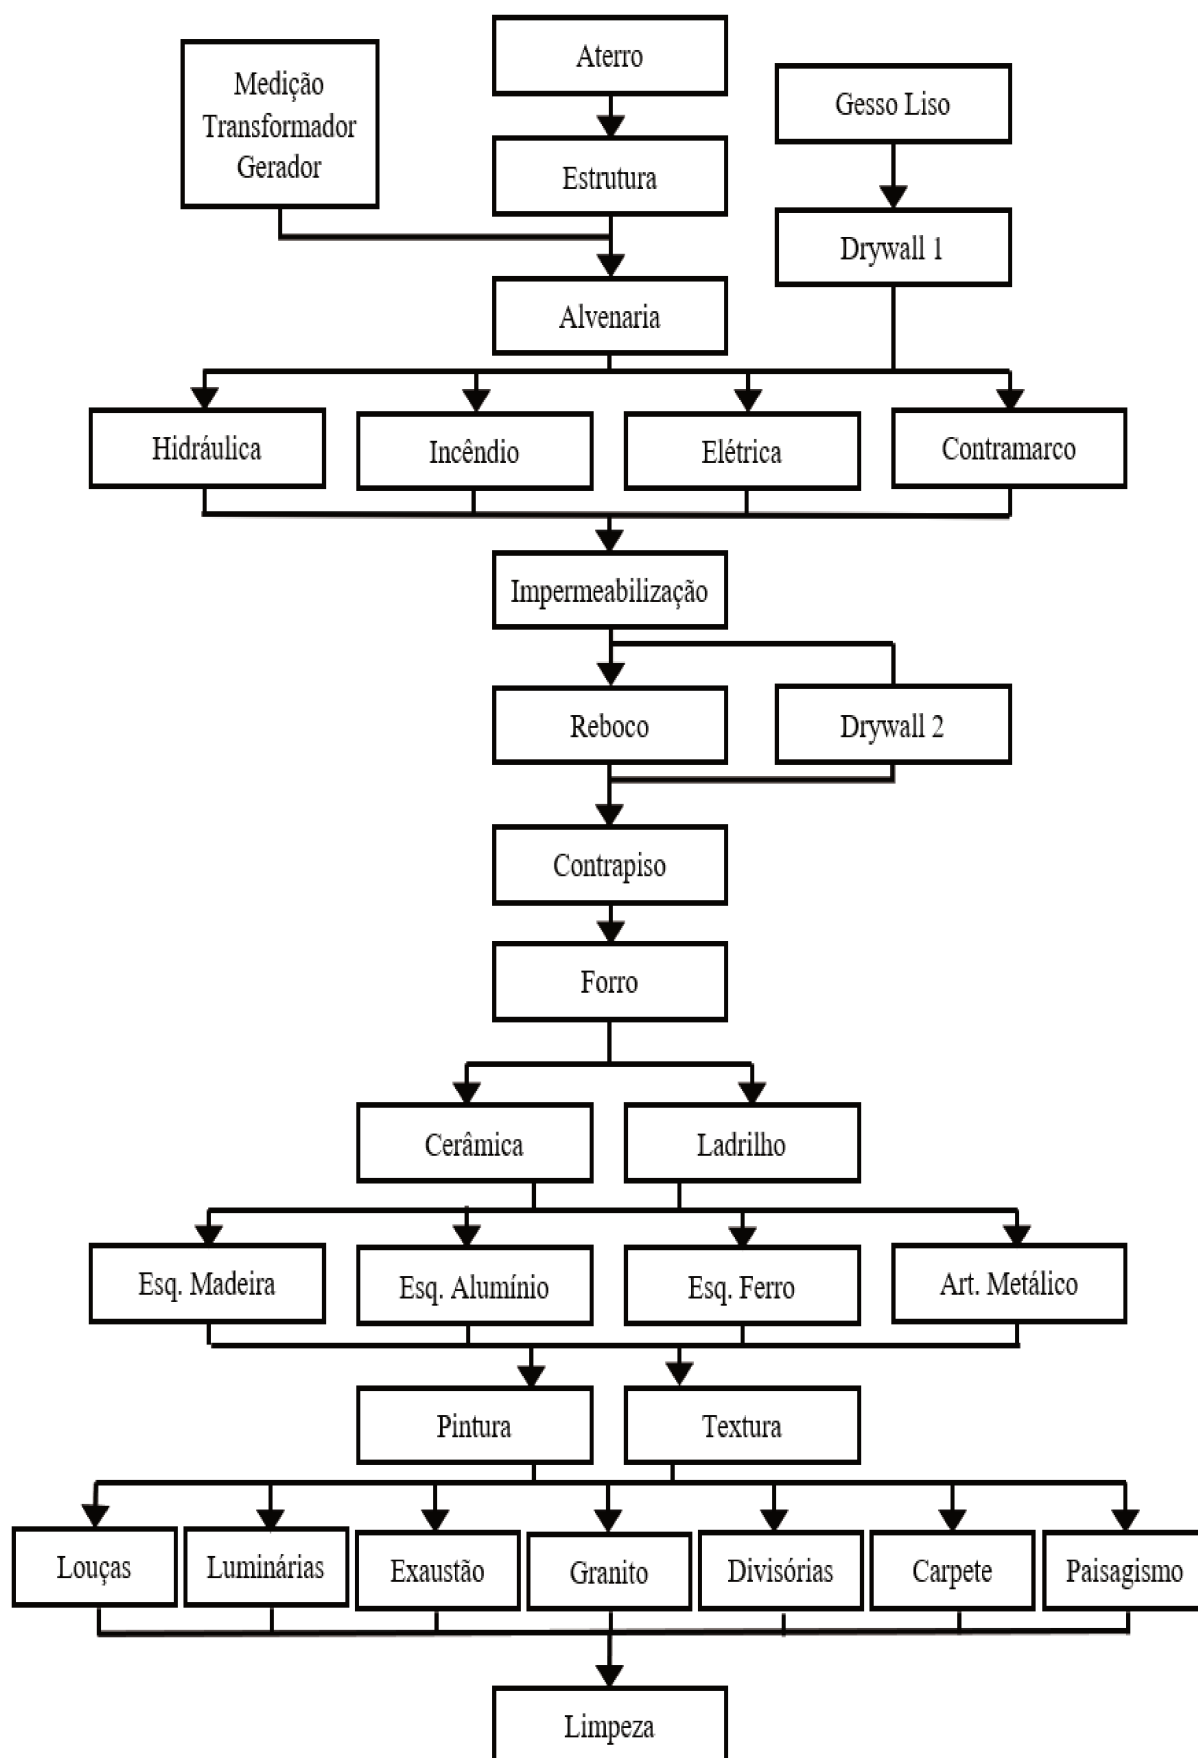 Aterro
Medição
Transformador
Gerador
Gesso Liso
Estrutura
Drywall 1
Alvenaria
Hidráulica
Incêndio
Elétrica
Contramarco
Impermeabilização
Reboco
Drywall 2
Contrapiso
Forro
Cerâmica
Ladrilho
Esq. Madeira
Esq. Alumínio
Esq. Ferro
Art. Metálico
Pintura
Textura
Louças
Luminárias
Exaustão
Granito
Divisórias
Carpete
Paisagismo
Limpeza